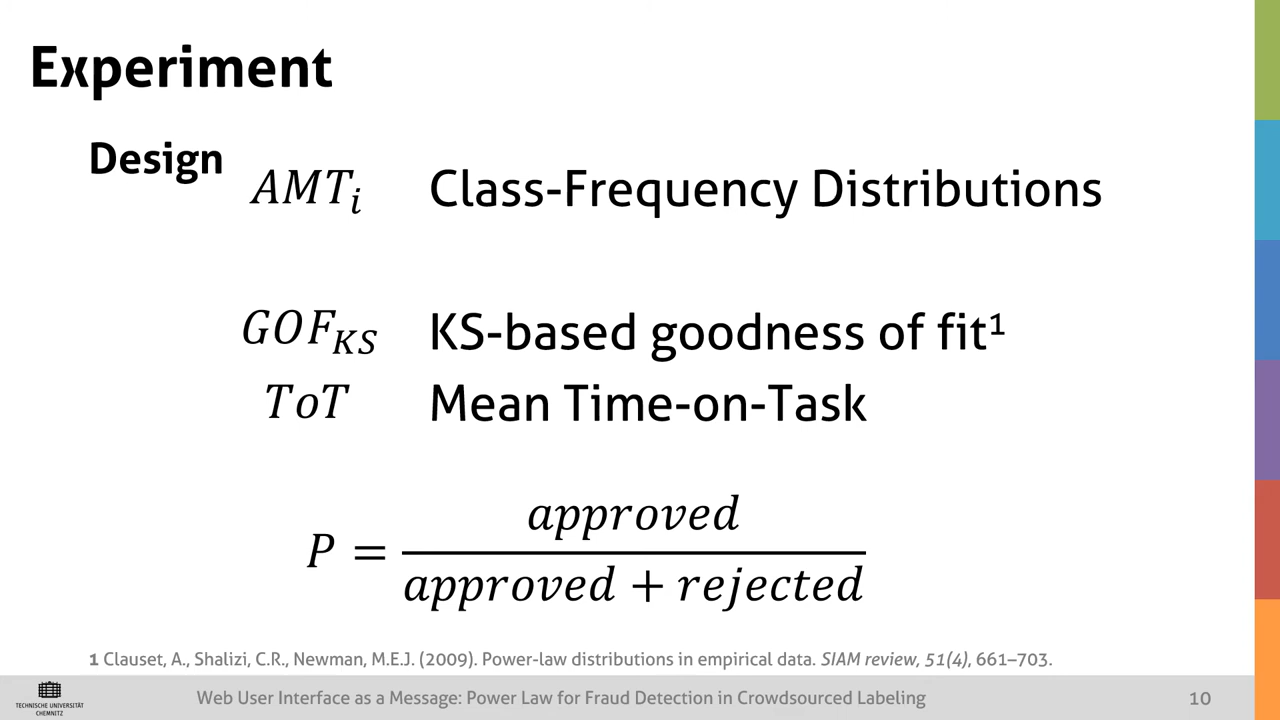 Experiment
Design
AMT_i Class-Frequency Distributions
GOF_KS KS-based goodness of fit¹
ToT Mean Time-on-Task
P = approved / (approved + rejected)
1 Clauset, A., Shalizi, C.R., Newman, M.E.J. (2009). Power-law distributions in empirical data. SIAM review, 51(4), 661–703.
TECHNISCHE UNIVERSITÄT
CHEMNITZ
Web User Interface as a Message: Power Law for Fraud Detection in Crowdsourced Labeling
10